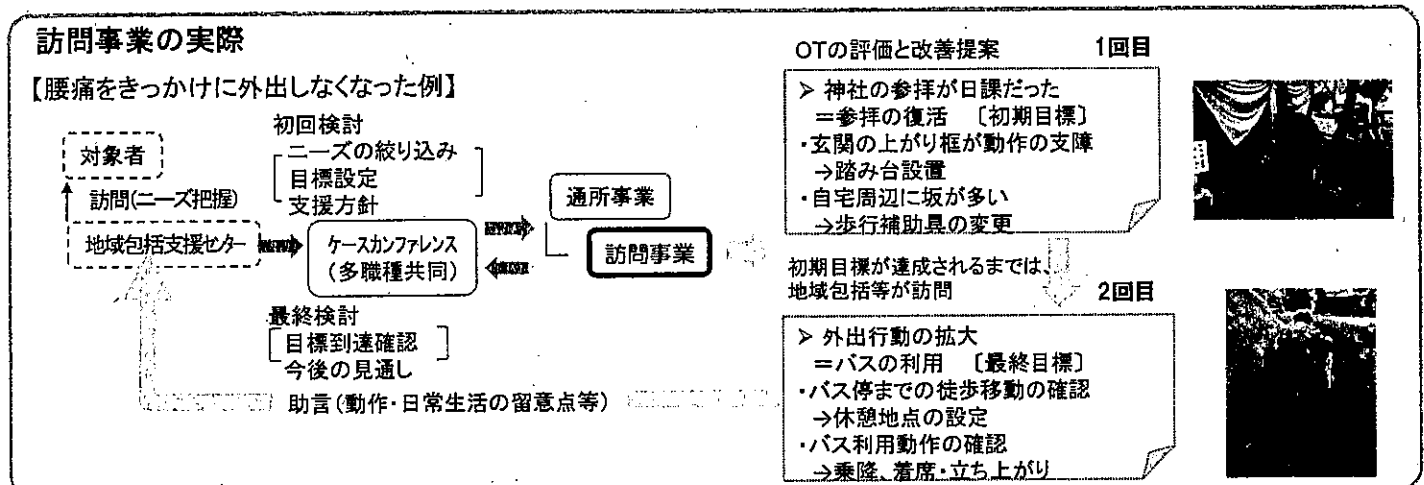 訪問事業の実際
【腰痛をきっかけに外出しなくなった例】
対象者
訪問(ニーズ把握)
地域包括支援センター
初回検討
ニーズの絞り込み
目標設定
支援方針
ケースカンファレンス
(多職種共同)
最終検討
目標到達確認
今後の見通し
助言(動作・日常生活の留意点等)
通所事業
訪問事業
OTの評価と改善提案
1回目
➤ 神社の参拝が日課だった
=参拝の復活 〔初期目標〕
・玄関の上がり框が動作の支障
→踏み台設置
・自宅周辺に坂が多い
→歩行補助具の変更
初期目標が達成されるまでは、
地域包括等が訪問
2回目
➤ 外出行動の拡大
=バスの利用 〔最終目標〕
・バス停までの徒歩移動の確認
→休憩地点の設定
・バス利用動作の確認
→乗降、着席・立ち上がり